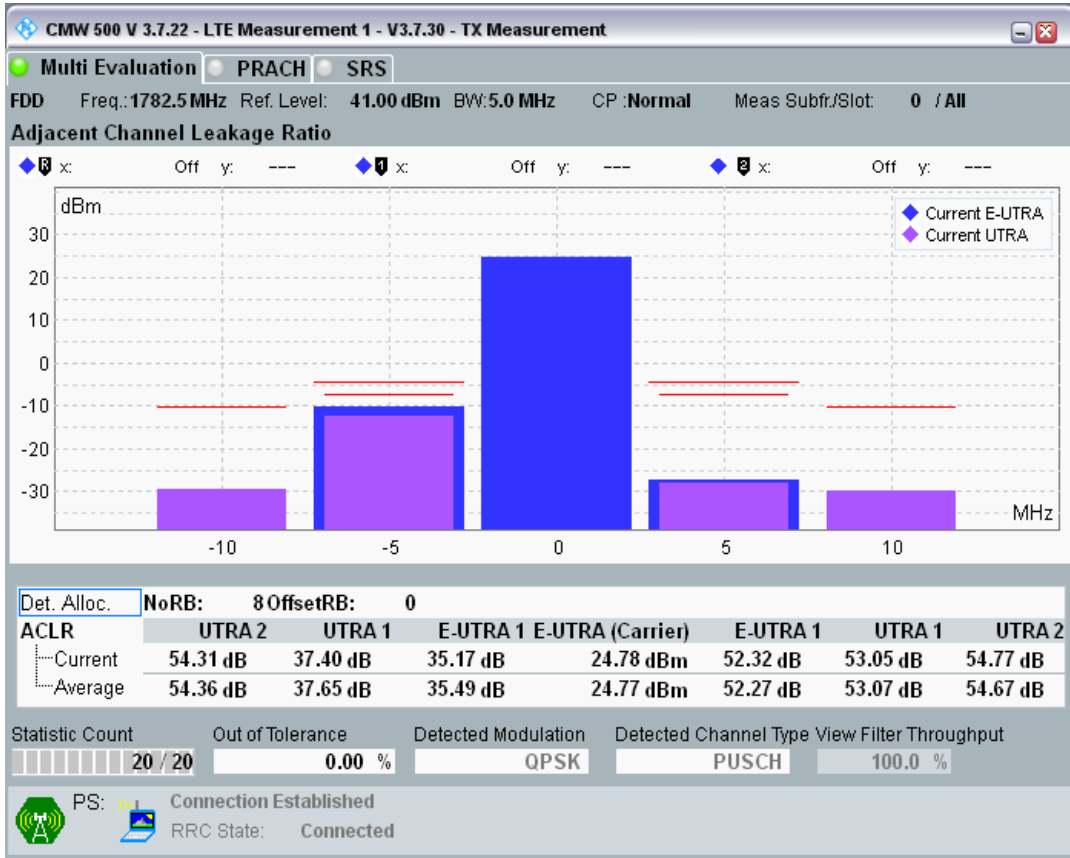 CMW 500 V 3.7.22 - LTE Measurement 1 - V3.7.30 - TX Measurement
Multi Evaluation PRACH SRS
FDD Freq.:1782.5 MHz Ref. Level: 41.00 dBm BW:5.0 MHz CP :Normal Meas Subfr./Slot: 0 / All
Adjacent Channel Leakage Ratio
R x: Off y: --- 1 x: Off y: --- 2 x: Off y: ---
dBm
Current E-UTRA
Current UTRA
30
20
10
0
-10
-20
-30
MHz
-10 -5 0 5 10
Det. Alloc. NoRB: 8 OffsetRB: 0
ACLR UTRA 2 UTRA 1 E-UTRA 1 E-UTRA (Carrier) E-UTRA 1 UTRA 1 UTRA 2
Current 54.31 dB 37.40 dB 35.17 dB 24.78 dBm 52.32 dB 53.05 dB 54.77 dB
Average 54.36 dB 37.65 dB 35.49 dB 24.77 dBm 52.27 dB 53.07 dB 54.67 dB
Statistic Count Out of Tolerance Detected Modulation Detected Channel Type View Filter Throughput
20 / 20 0.00 % QPSK PUSCH 100.0 %
PS: Connection Established
RRC State: Connected